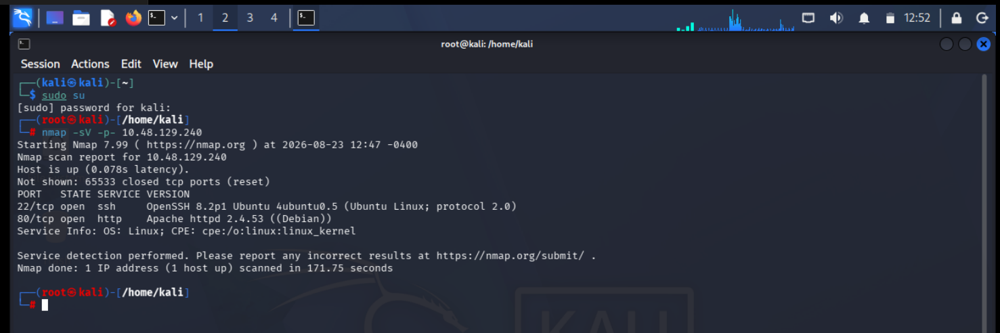 1 2 3 4 12:52
root@kali: /home/kali
Session Actions Edit View Help
┌──(kali㉿kali)-[~]
└─$ sudo su
[sudo] password for kali:
┌──(root㉿kali)-[/home/kali]
└─# nmap -sV -p- 10.48.129.240
Starting Nmap 7.99 ( https://nmap.org ) at 2026-08-23 12:47 -0400
Nmap scan report for 10.48.129.240
Host is up (0.078s latency).
Not shown: 65533 closed tcp ports (reset)
PORT   STATE SERVICE VERSION
22/tcp open  ssh     OpenSSH 8.2p1 Ubuntu 4ubuntu0.5 (Ubuntu Linux; protocol 2.0)
80/tcp open  http    Apache httpd 2.4.53 ((Debian))
Service Info: OS: Linux; CPE: cpe:/o:linux:linux_kernel
Service detection performed. Please report any incorrect results at https://nmap.org/submit/ .
Nmap done: 1 IP address (1 host up) scanned in 171.75 seconds
┌──(root㉿kali)-[/home/kali]
└─#
KALI